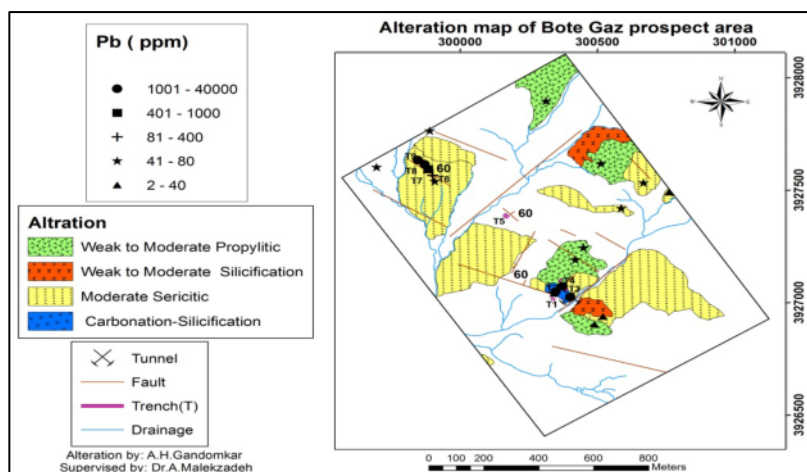 Alteration map of Bote Gaz prospect area
300000 300500 301000
Pb ( ppm)
1001 - 40000
401 - 1000
81 - 400
41 - 80
2 - 40
Altration
Weak to Moderate Propylitic
Weak to Moderate Silicification
Moderate Sericitic
Carbonation-Silicification
Tunnel
Fault
Trench(T)
Drainage
Alteration by: A.H.Gandomkar
Supervised by: Dr.A.Malekzadeh
N
W E
S
3928000
3927500
3927000
3926500
60
T8
T7 T6
60
T5
60
T1
0 100 200 400 600 800
Meters